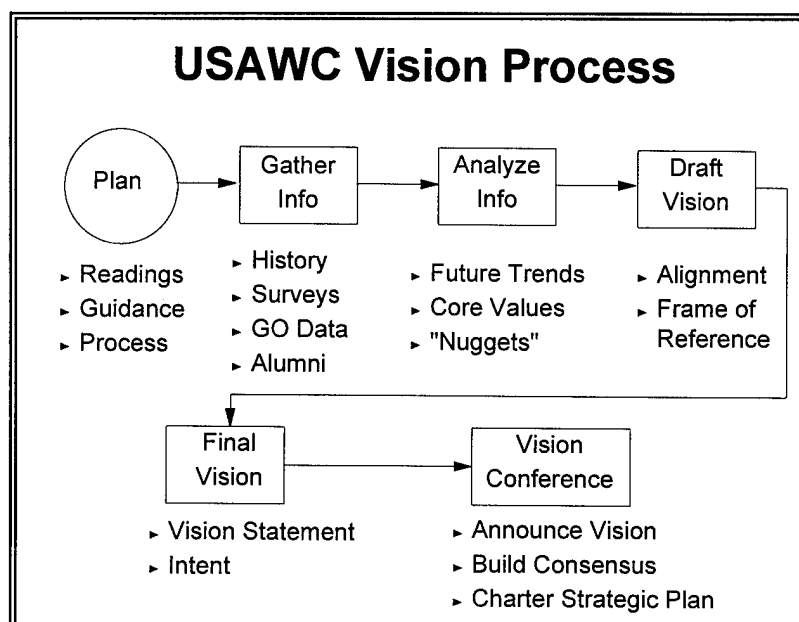 USAWC Vision Process
Plan
Gather
Info
Analyze
Info
Draft
Vision
► Readings
► Guidance
► Process
► History
► Surveys
► GO Data
► Alumni
► Future Trends
► Core Values
► "Nuggets"
► Alignment
► Frame of
Reference
Final
Vision
Vision
Conference
► Vision Statement
► Intent
► Announce Vision
► Build Consensus
► Charter Strategic Plan